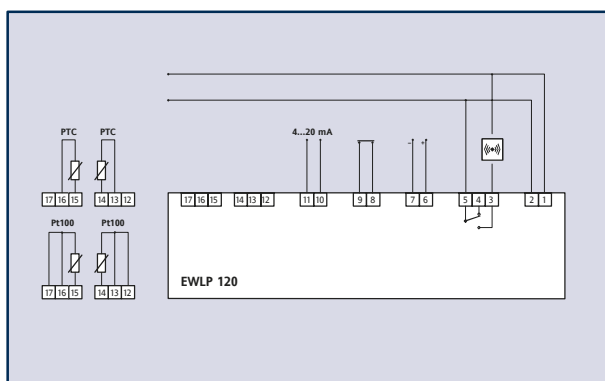 PTC PTC 4...20 mA - +
17 16 15 14 13 12 17 16 15 14 13 12 11 10 9 8 7 6 5 4 3 2 1
Pt100 Pt100
EWLP 120
17 16 15 14 13 12